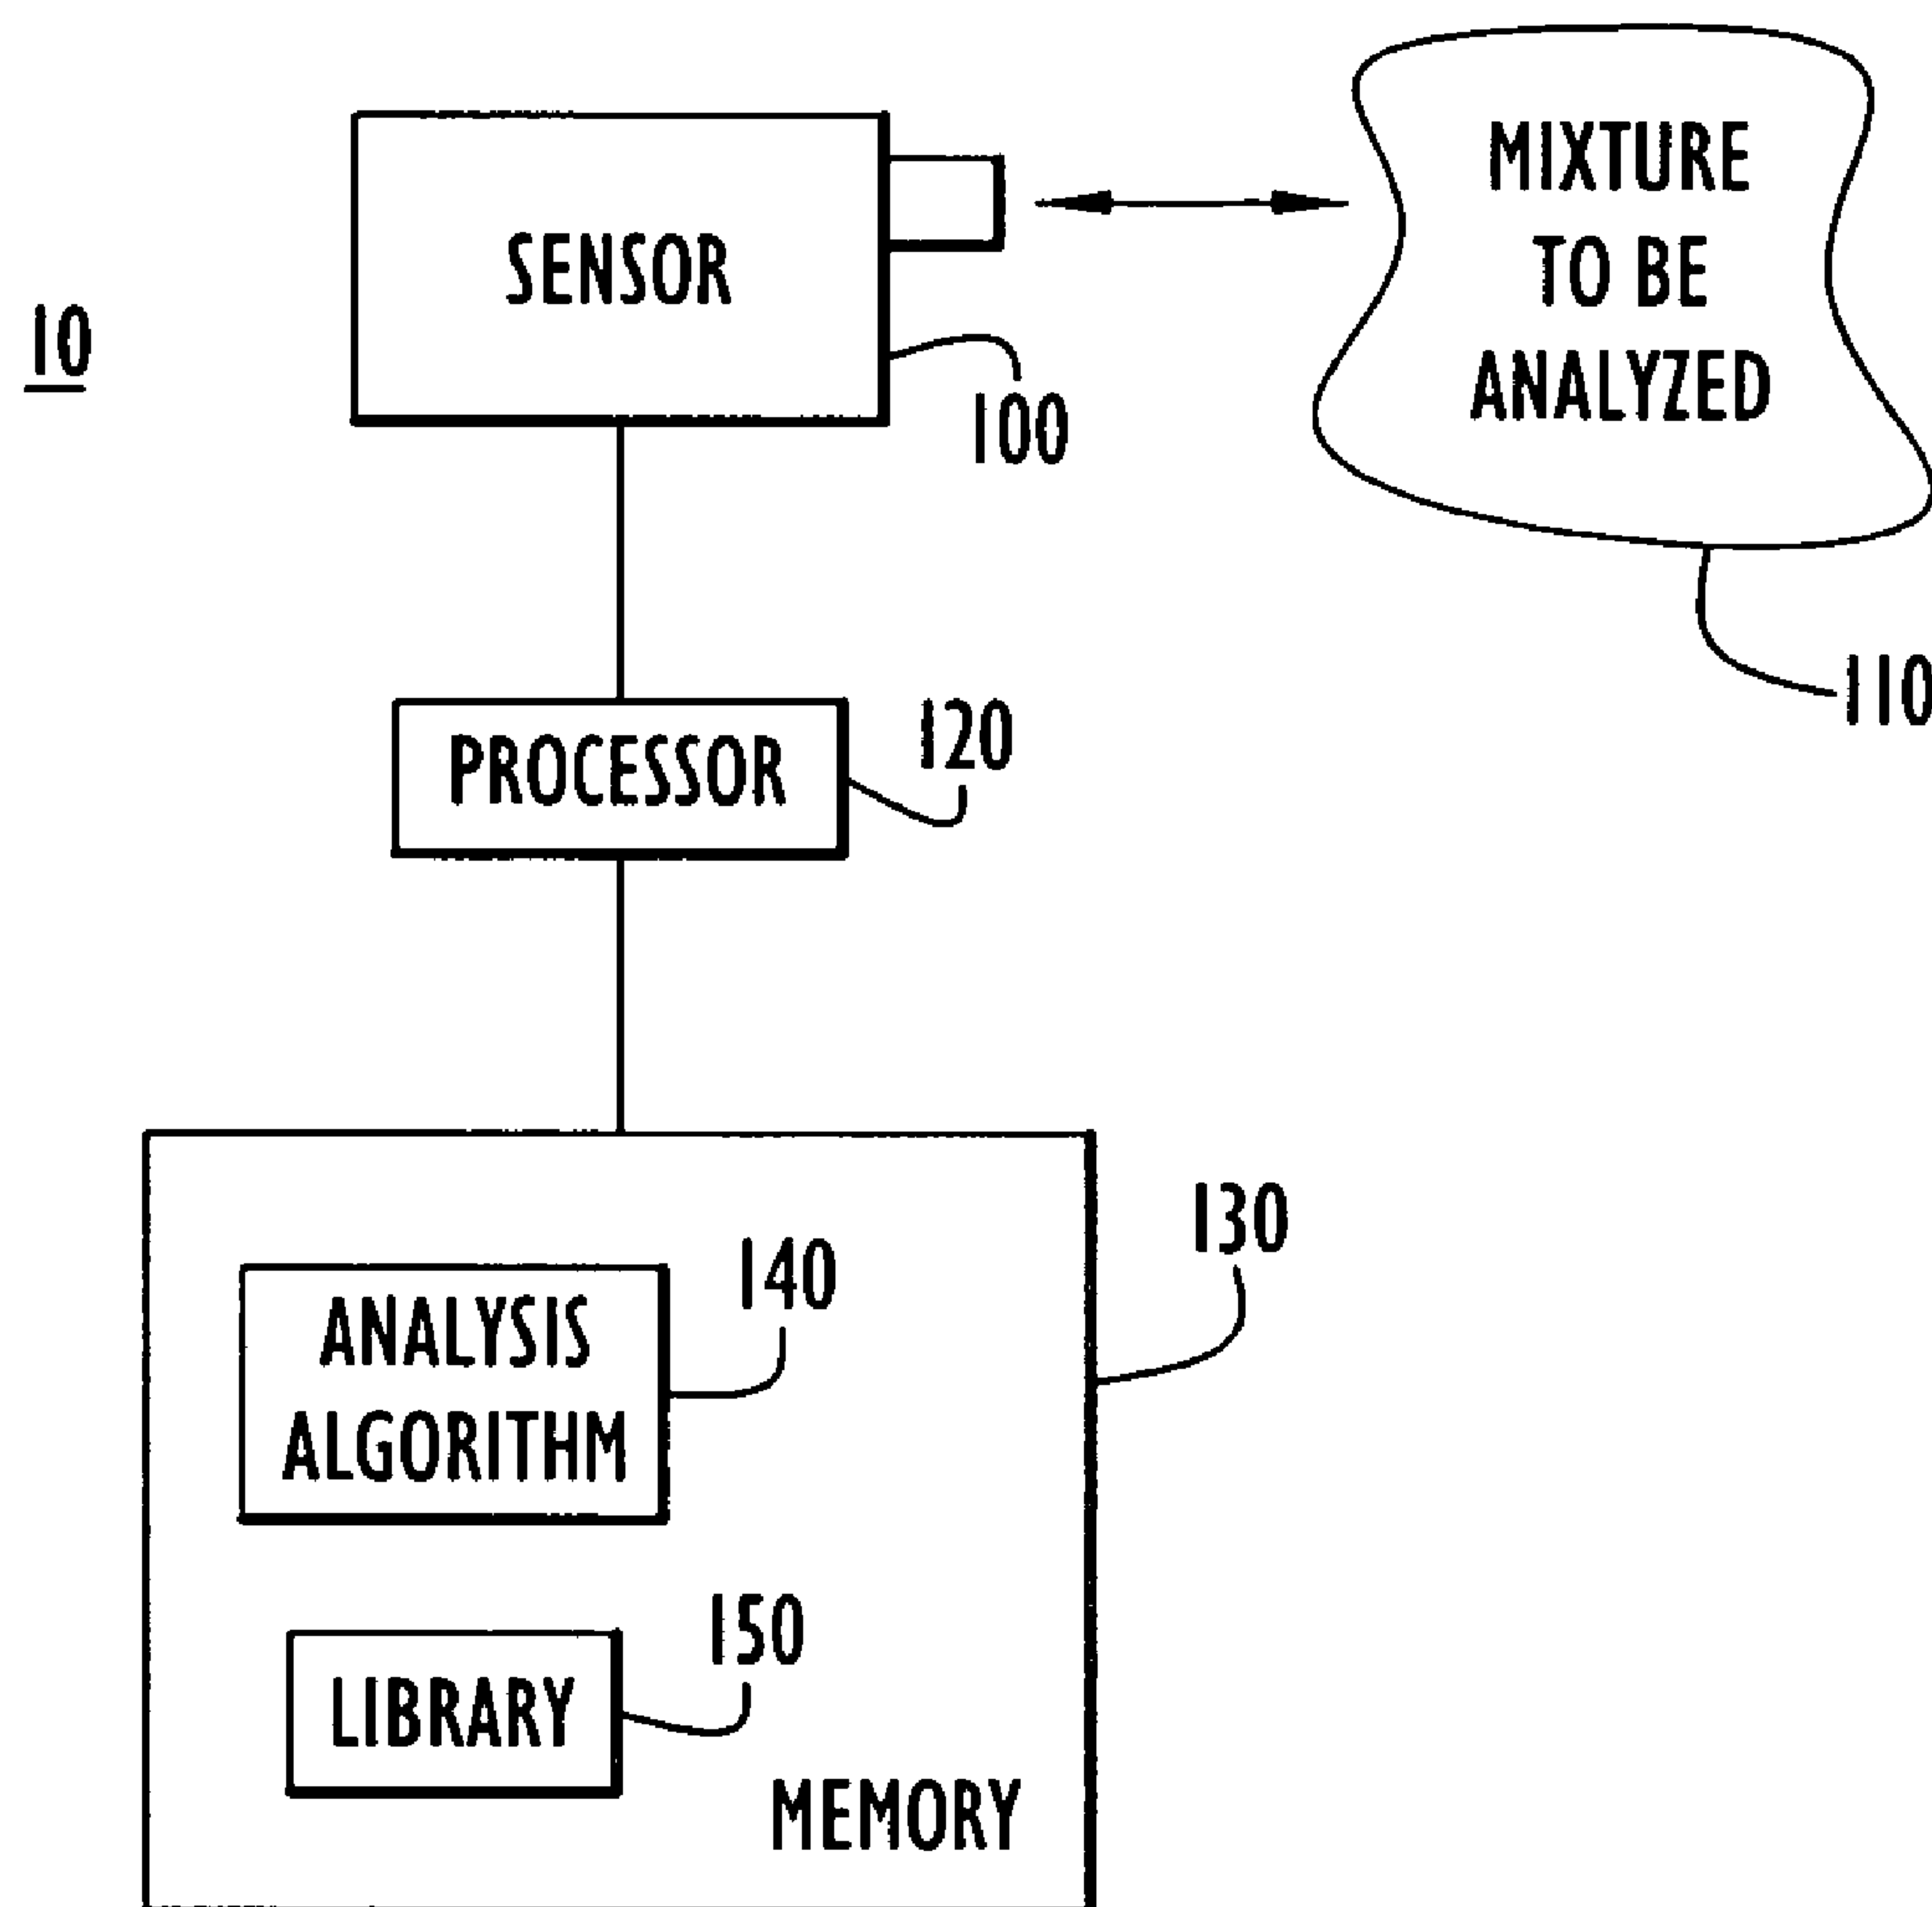 10
SENSOR
100
MIXTURE
TO BE
ANALYZED
110
PROCESSOR
120
130
ANALYSIS
ALGORITHM
140
LIBRARY
150
MEMORY